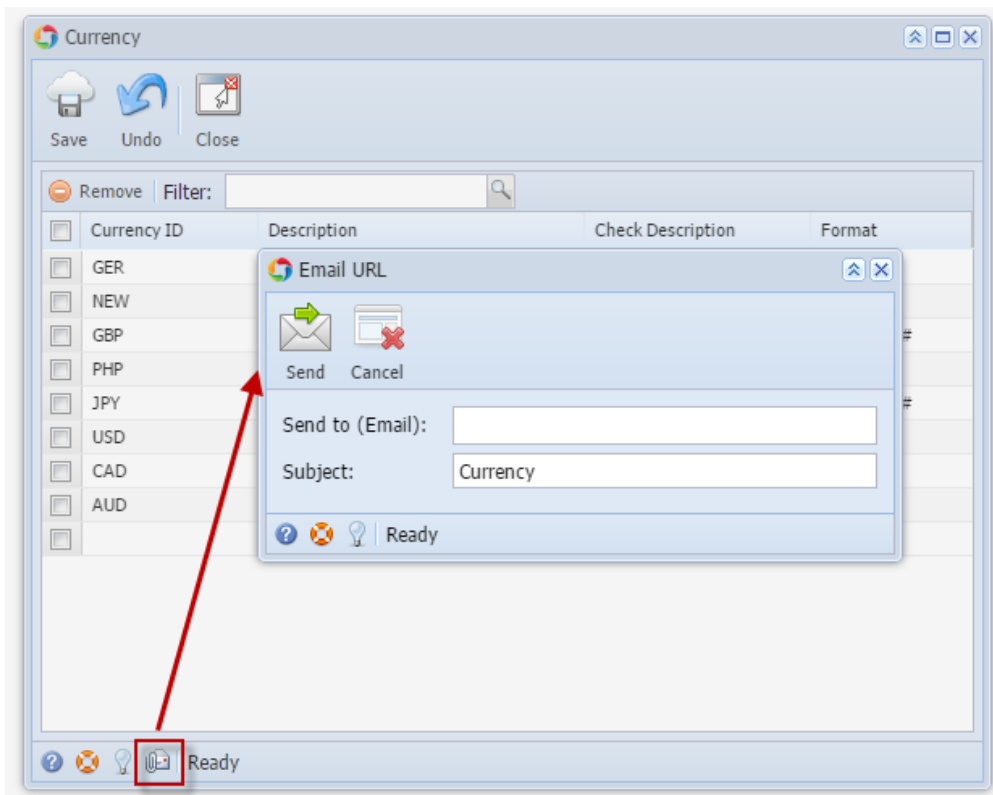 Currency
Save Undo Close
Remove Filter:
Currency ID Description Check Description Format
GER
Email URL
NEW
GBP #
PHP
Send Cancel
JPY #
Send to (Email):
USD
CAD
Subject: Currency
AUD
Ready
Ready